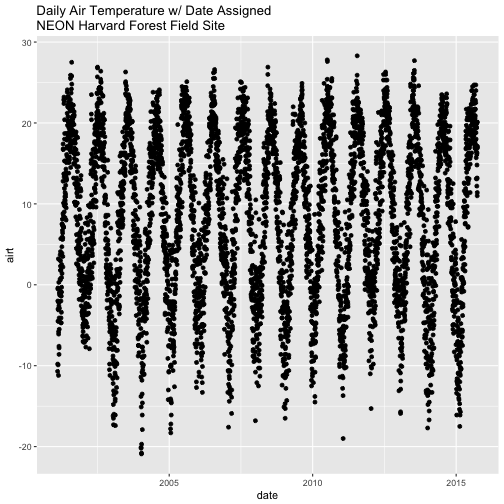 Daily Air Temperature w/ Date Assigned
NEON Harvard Forest Field Site
30
20
10
0
-10
-20
airt
2005
2010
2015
date